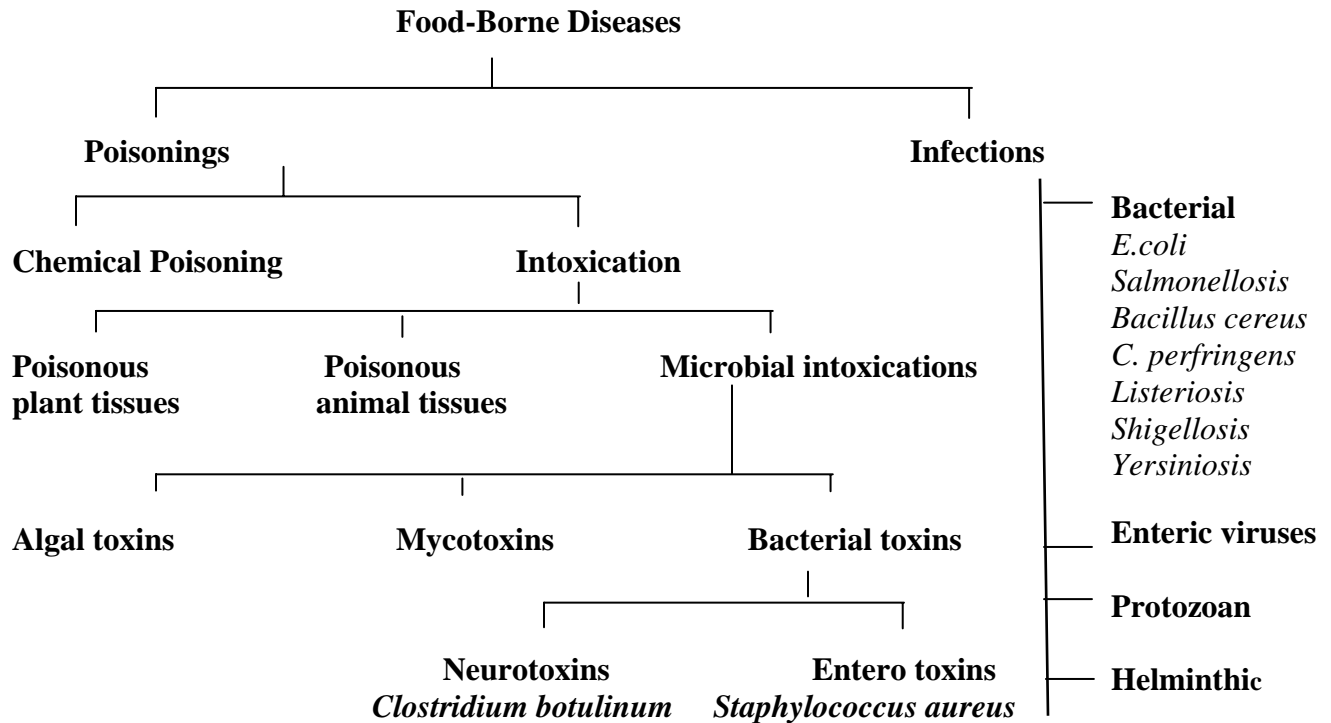 Food-Borne Diseases
Poisonings
Infections
Chemical Poisoning
Intoxication
Poisonous
plant tissues
Poisonous
animal tissues
Microbial intoxications
Algal toxins
Mycotoxins
Bacterial toxins
Neurotoxins
Clostridium botulinum
Entero toxins
Staphylococcus aureus
Bacterial
E.coli
Salmonellosis
Bacillus cereus
C. perfringens
Listeriosis
Shigellosis
Yersiniosis
Enteric viruses
Protozoan
Helminthic